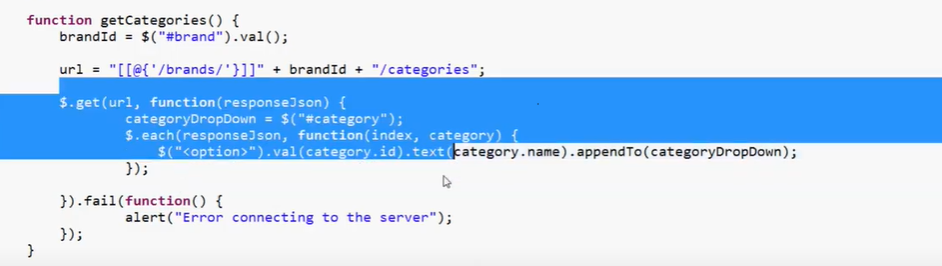 function getCategories() {
brandId = $("#brand").val();
url = "[[@{'/brands/'}]]" + brandId + "/categories";
$.get(url, function(responseJson) {
categoryDropDown = $("#category");
$.each(responseJson, function(index, category) {
$("<option>").val(category.id).text(category.name).appendTo(categoryDropDown);
});
}).fail(function() {
alert("Error connecting to the server");
});
}